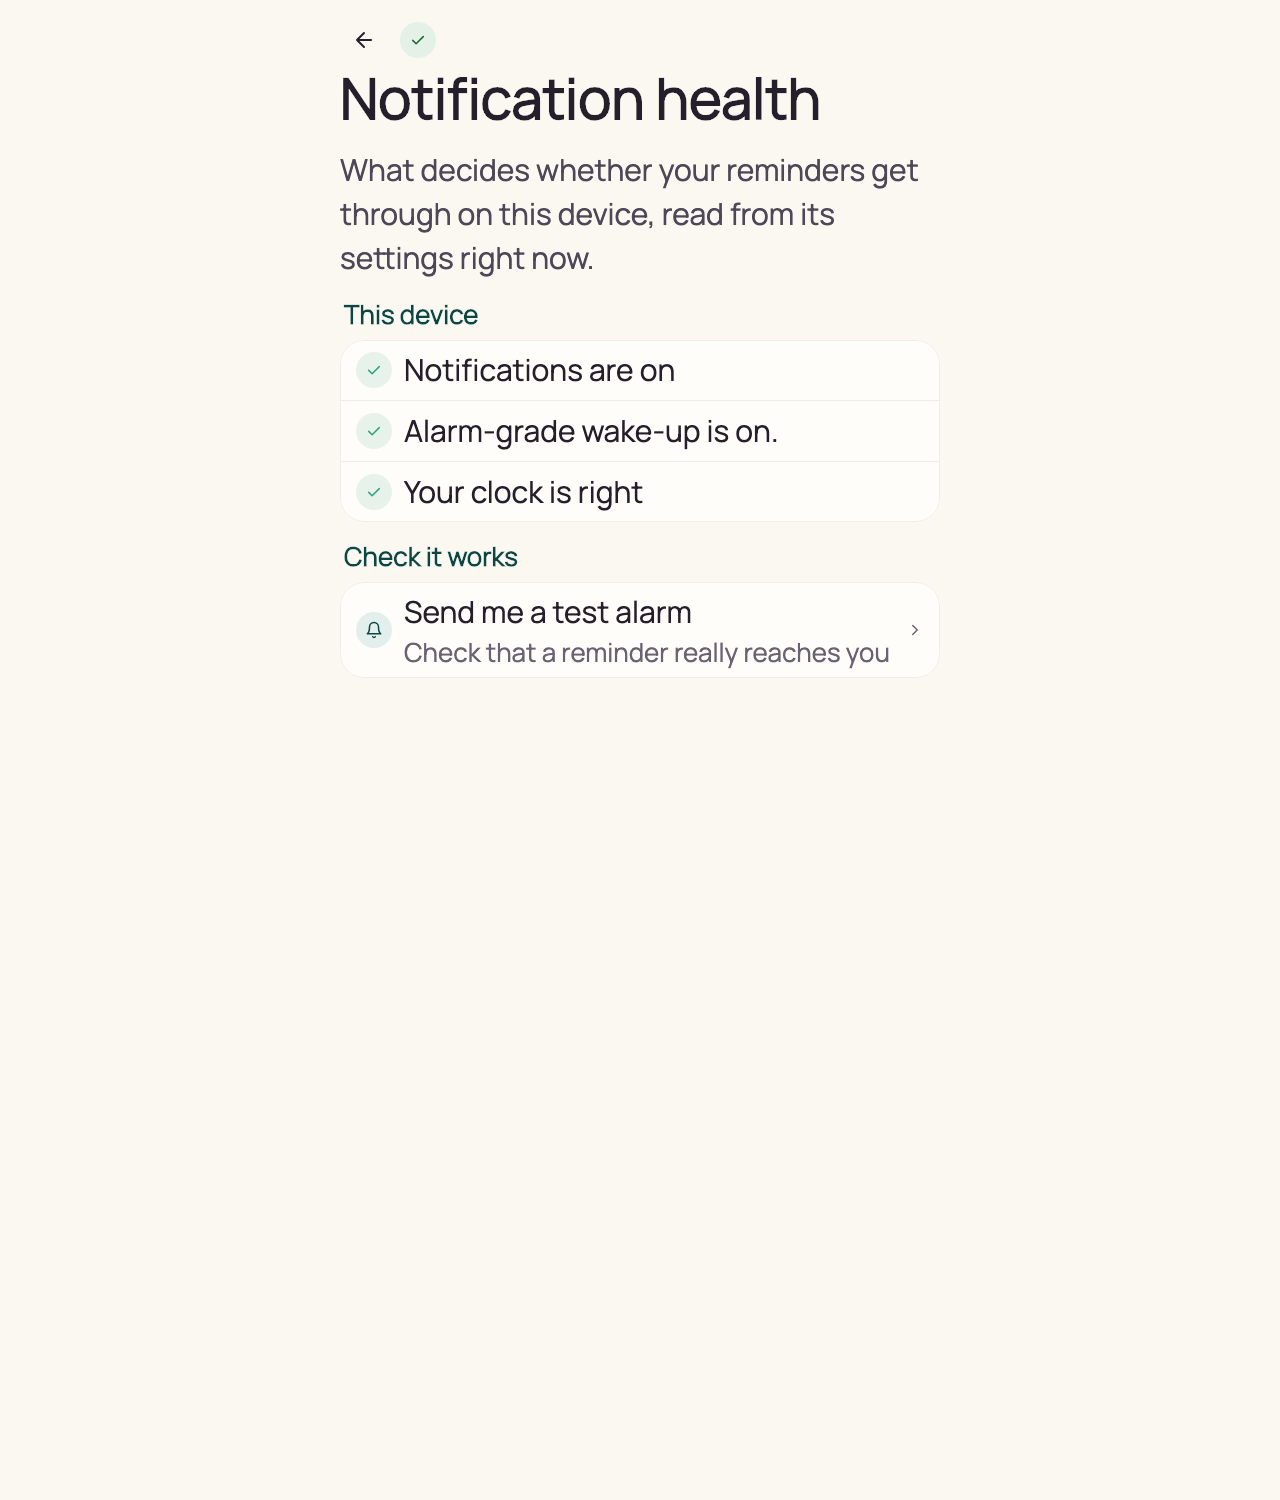 Notification health
What decides whether your reminders get
through on this device, read from its
settings right now.
This device
Notifications are on
Alarm-grade wake-up is on.
Your clock is right
Check it works
Send me a test alarm
Check that a reminder really reaches you